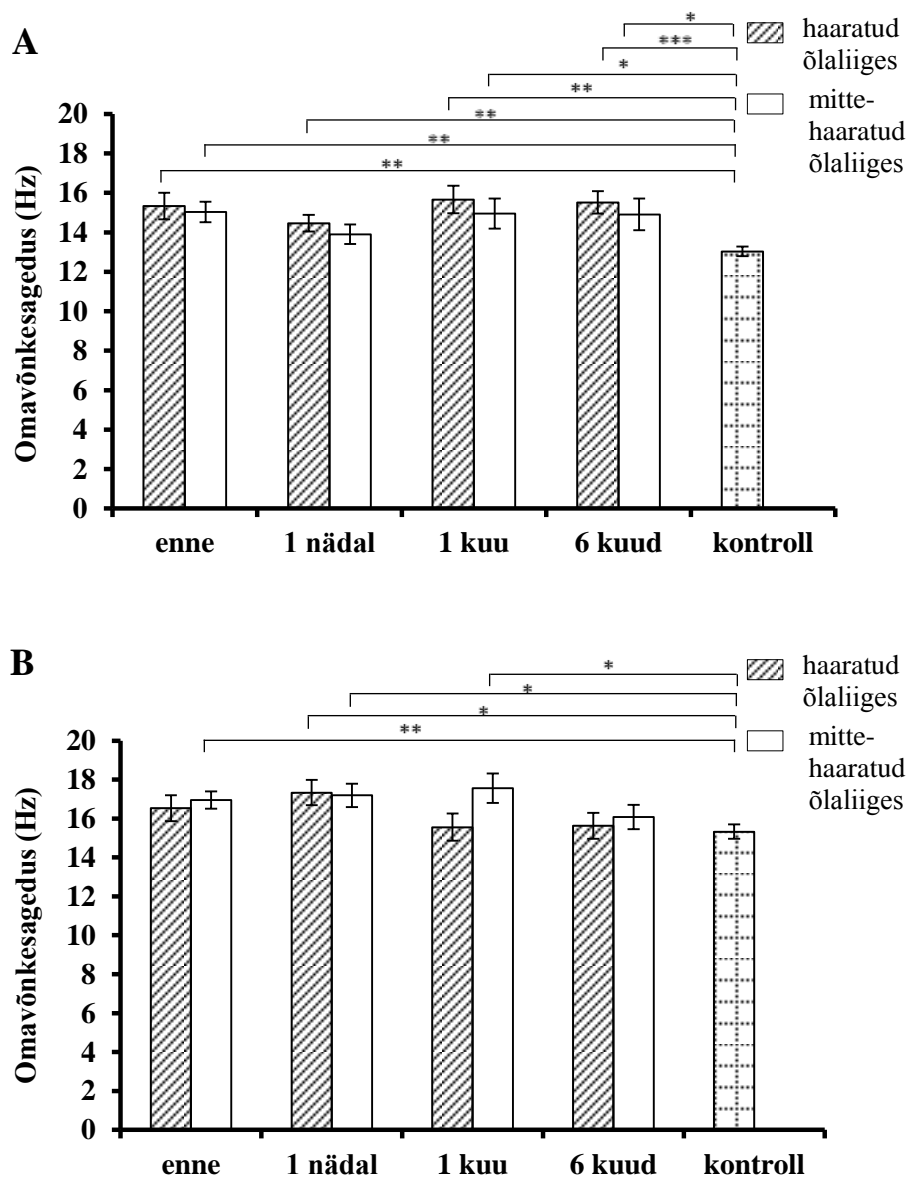 A
*
***
*
**
**
**
**
haaratud
õlaliiges
mitte-
haaratud
õlaliiges
Omavõnkesagedus (Hz)
20
18
16
14
12
10
8
6
4
2
0
enne 1 nädal 1 kuu 6 kuud kontroll
B
*
*
*
**
haaratud
õlaliiges
mitte-
haaratud
õlaliiges
Omavõnkesagedus (Hz)
20
18
16
14
12
10
8
6
4
2
0
enne 1 nädal 1 kuu 6 kuud kontroll